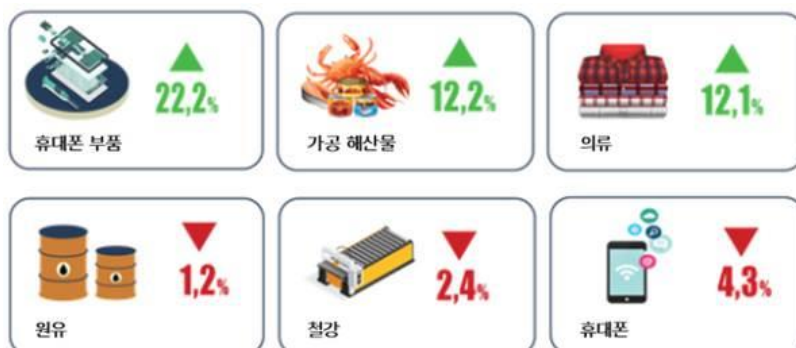 22,2%
휴대폰 부품
12,2%
가공 해산물
12,1%
의류
1,2%
원유
2,4%
철강
4,3%
휴대폰